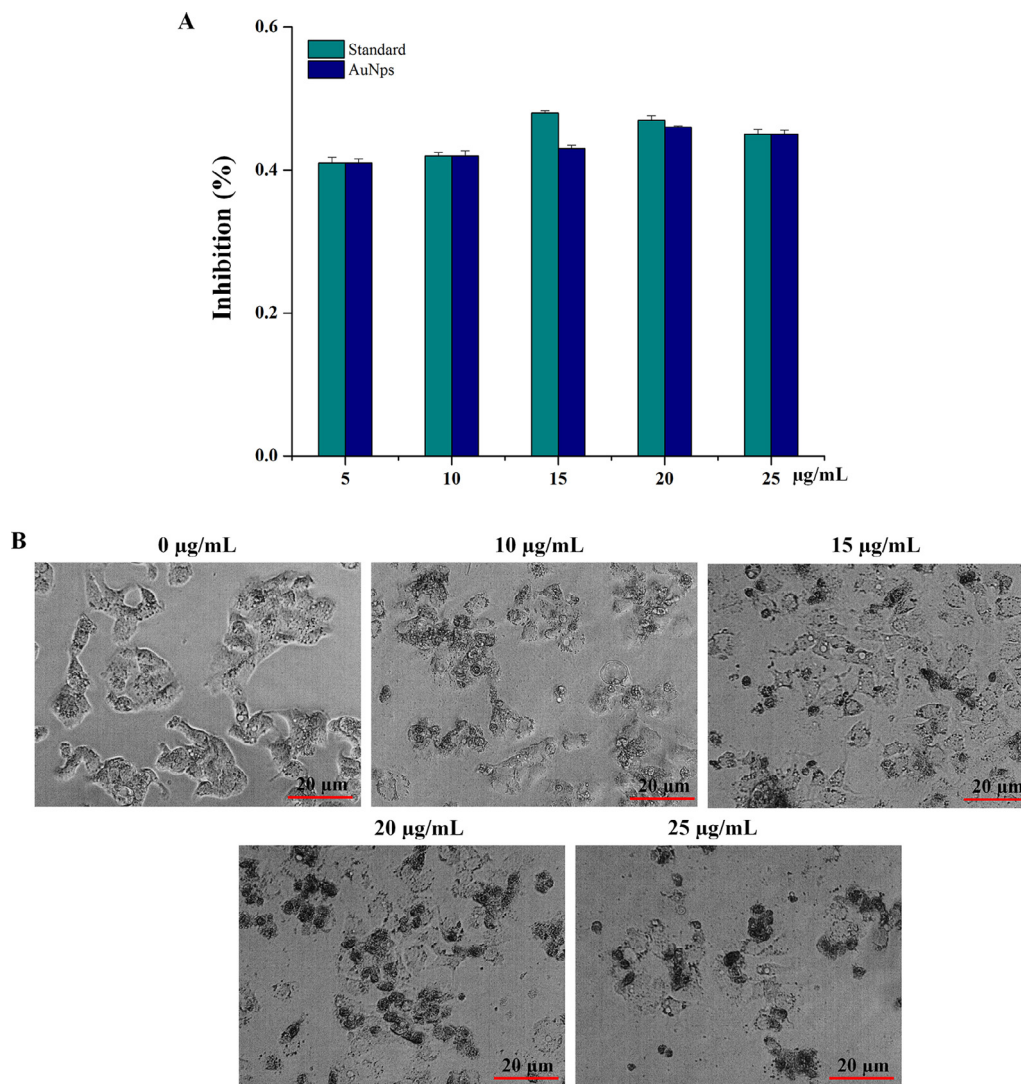 A
0.6
Standard
AuNps
0.4
Inhibition (%)
0.2
0.0
5 10 15 20 25 µg/mL
B
0 µg/mL 10 µg/mL 15 µg/mL
20 µm 20 µm 20 µm
20 µg/mL 25 µg/mL
20 µm 20 µm